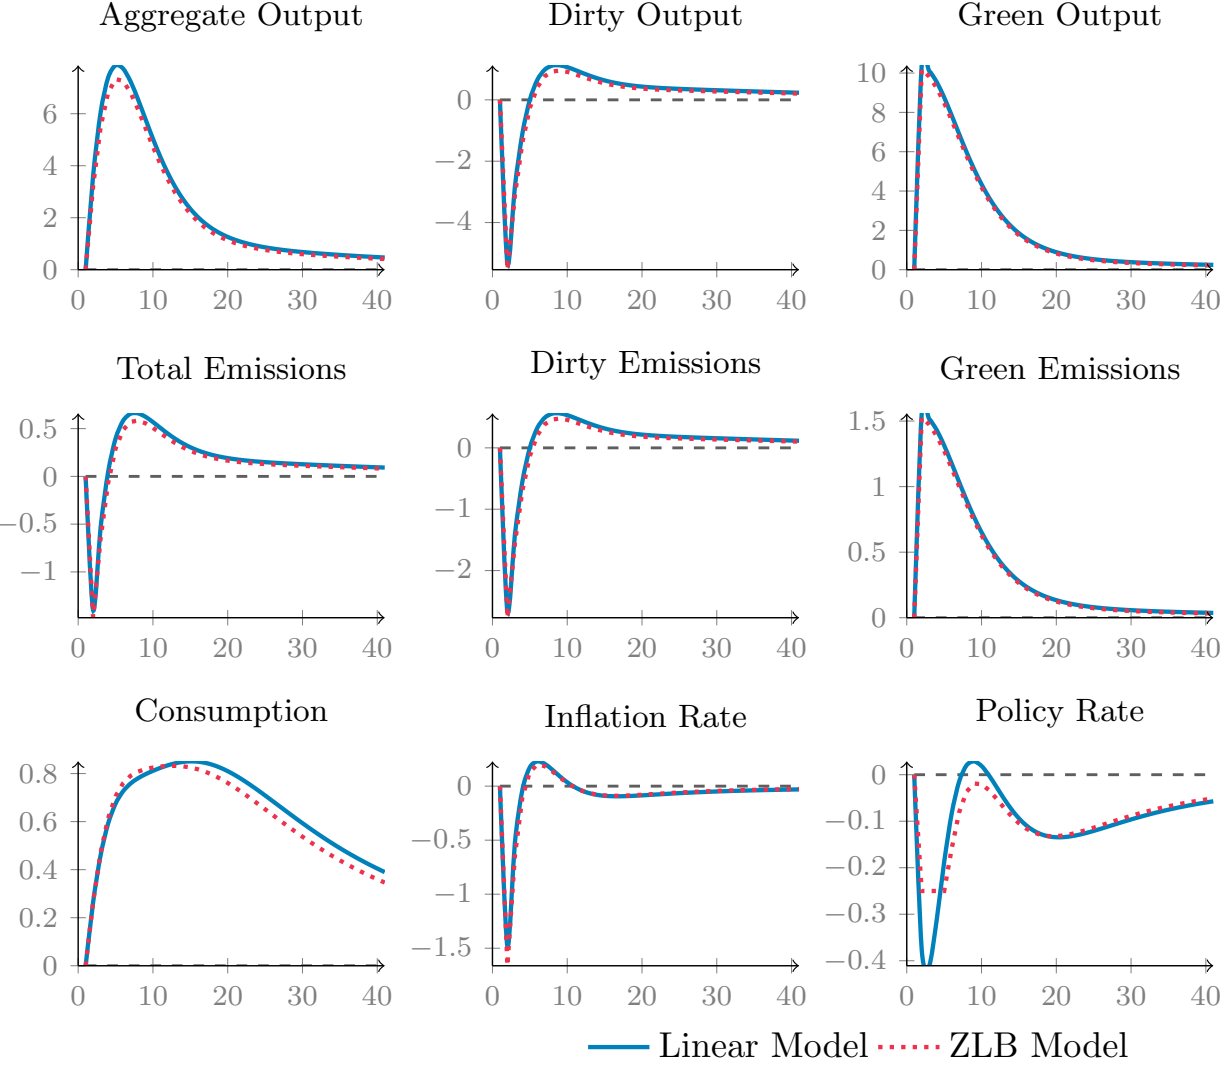 Aggregate Output Dirty Output Green Output
6
4
2
0
0 10 20 30 40
0
−2
−4
0 10 20 30 40
10
8
6
4
2
0
0 10 20 30 40
Total Emissions Dirty Emissions Green Emissions
0.5
0
−0.5
−1
0 10 20 30 40
0
−1
−2
0 10 20 30 40
1.5
1
0.5
0
0 10 20 30 40
Consumption Inflation Rate Policy Rate
0.8
0.6
0.4
0.2
0
0 10 20 30 40
0
−0.5
−1
−1.5
0 10 20 30 40
0
−0.1
−0.2
−0.3
−0.4
0 10 20 30 40
Linear Model ZLB Model